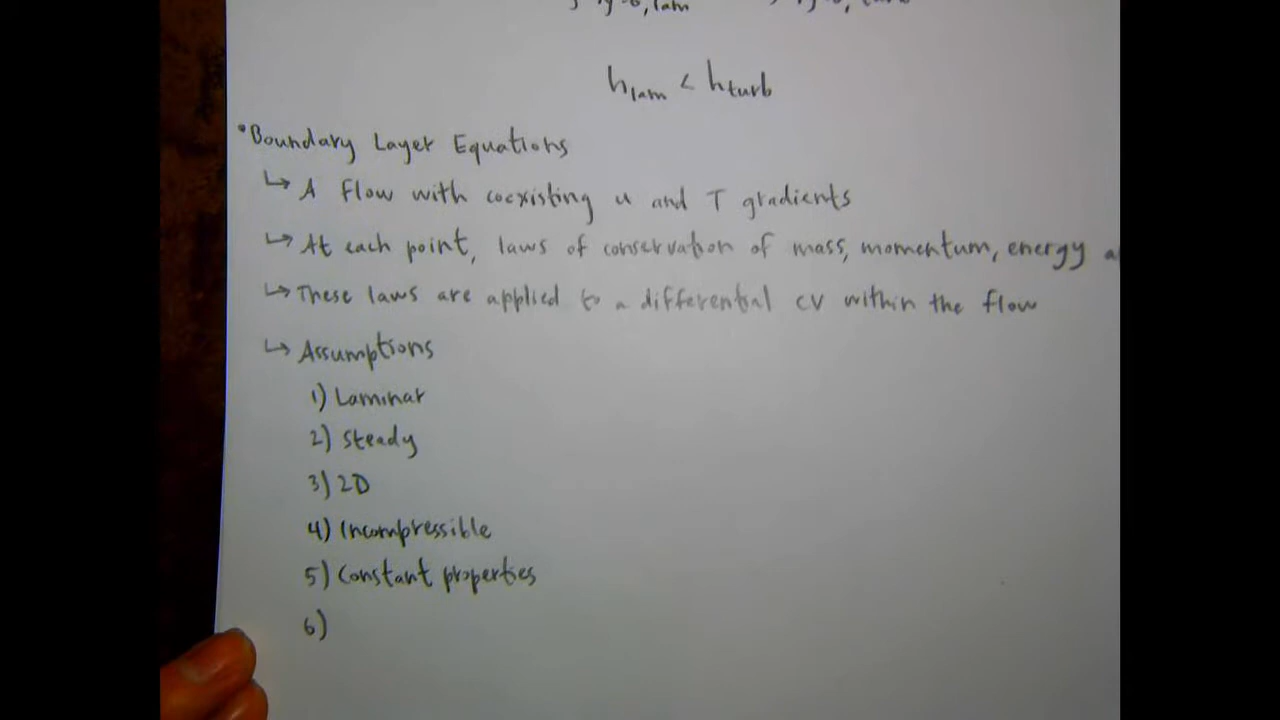 h lam < h turb
•Boundary Layer Equations
↳ A flow with coexisting u and T gradients
↳ At each point, laws of conservation of mass, momentum, energy
↳ These laws are applied to a differential CV within the flow
↳ Assumptions
1) Laminar
2) Steady
3) 2D
4) Incompressible
5) Constant properties
6)